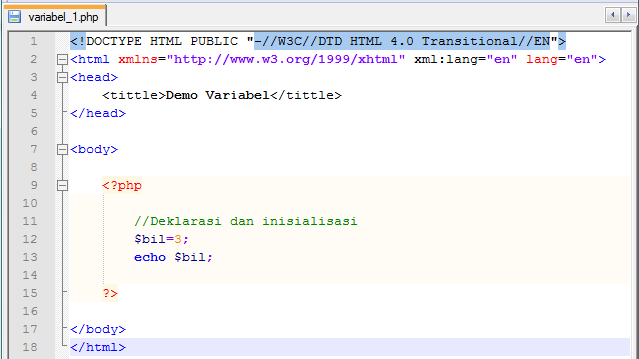 variabel_1.php
1 <!DOCTYPE HTML PUBLIC "-//W3C//DTD HTML 4.0 Transitional//EN">
2 <html xmlns="http://www.w3.org/1999/xhtml" xml:lang="en" lang="en">
3 <head>
4 <tittle>Demo Variabel</tittle>
5 </head>
6
7 <body>
8
9 <?php
10
11 //Deklarasi dan inisialisasi
12 $bil=3;
13 echo $bil;
14
15 ?>
16
17 </body>
18 </html>